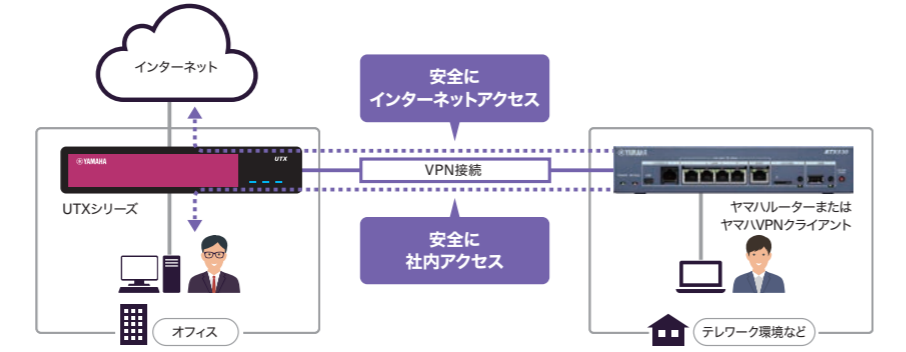 インターネット
安全に
インターネットアクセス
YAMAHA
UTX
VPN接続
YAMAHA
UTXシリーズ
ヤマハルーターまたは
ヤマハVPNクライアント
安全に
社内アクセス
オフィス
テレワーク環境など